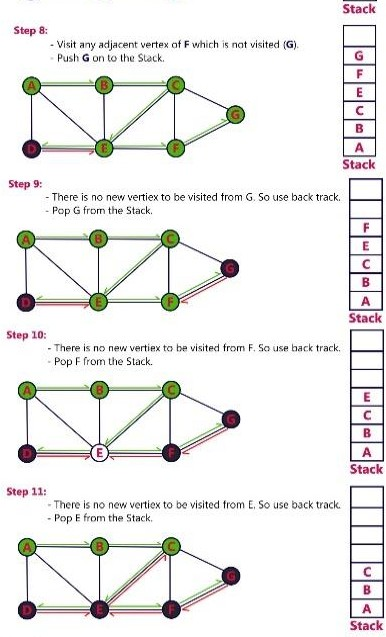 Stack
Step 8:
- Visit any adjacent vertex of F which is not visited (G).
- Push G on to the Stack.
A B C
G
D E F
G
F
E
C
B
A
Stack
Step 9:
- There is no new vertiex to be visited from G. So use back track.
- Pop G from the Stack.
A B C
G
D E F
F
E
C
B
A
Stack
Step 10:
- There is no new vertiex to be visited from F. So use back track.
- Pop F from the Stack.
A B C
G
D E F
E
C
B
A
Stack
Step 11:
- There is no new vertiex to be visited from E. So use back track.
- Pop E from the Stack.
A B C
G
D E F
C
B
A
Stack